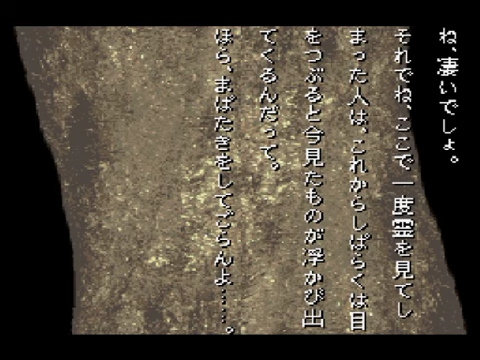 ね、凄いでしょ。
それでね、ここで一度霊を見てし
まった人は、これからしばらくは目
をつぶると今見たものが浮かび出
てくるんだって。
ほら、まばたきをしてごらんよ……。